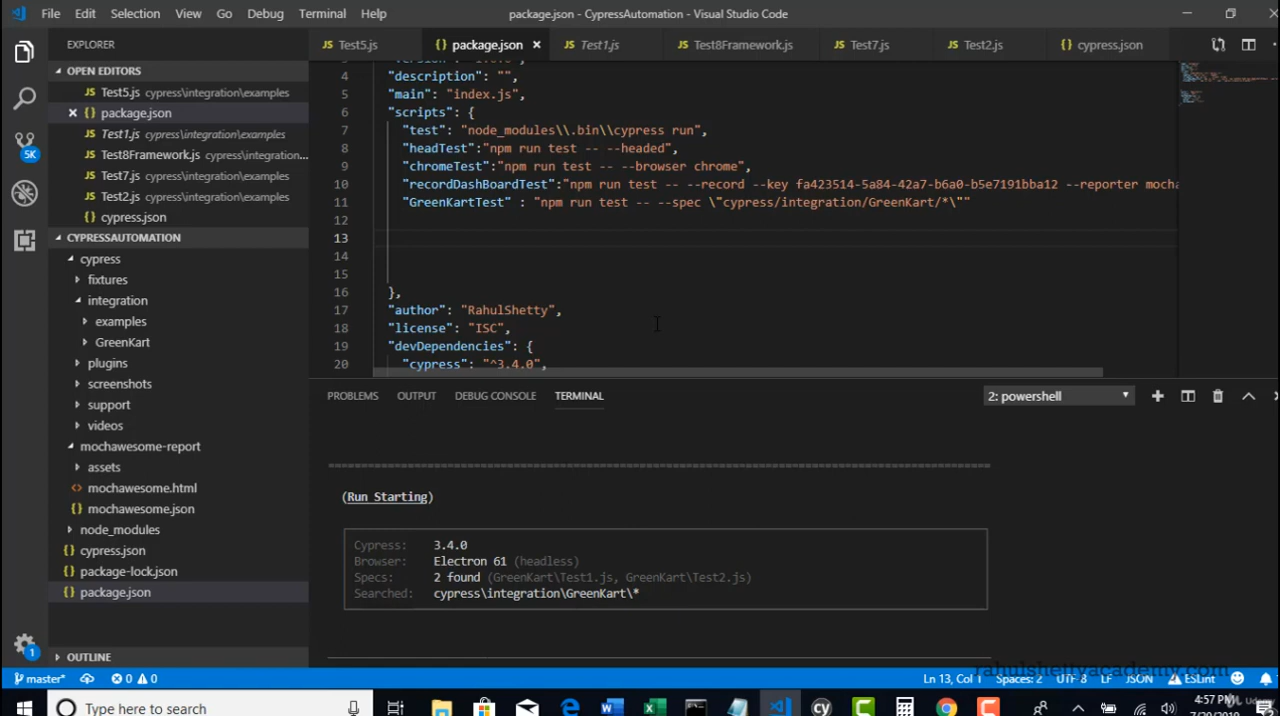 File Edit Selection View Go Debug Terminal Help
package.json - CypressAutomation - Visual Studio Code
EXPLORER
OPEN EDITORS
Test5.js cypress\integration\examples
package.json
Test1.js cypress\integration\examples
Test8Framework.js cypress\integration...
Test7.js cypress\integration\examples
Test2.js cypress\integration\examples
cypress.json
CYPRESSAUTOMATION
cypress
fixtures
integration
examples
GreenKart
plugins
screenshots
support
videos
mochawesome-report
assets
mochawesome.html
mochawesome.json
node_modules
cypress.json
package-lock.json
package.json
OUTLINE
Test5.js package.json Test1.js Test8Framework.js Test7.js Test2.js cypress.json
4 "description": "",
5 "main": "index.js",
6 "scripts": {
7 "test": "node_modules\\.bin\\cypress run",
8 "headTest":"npm run test -- --headed",
9 "chromeTest":"npm run test -- --browser chrome",
10 "recordDashBoardTest":"npm run test -- --record --key fa423514-5a84-42a7-b6a0-b5e7191bba12 --reporter mocha
11 "GreenKartTest" : "npm run test -- --spec \"cypress/integration/GreenKart/*\""
12
13
14
15
16 },
17 "author": "RahulShetty",
18 "license": "ISC",
19 "devDependencies": {
20 "cypress": "^3.4.0",
PROBLEMS OUTPUT DEBUG CONSOLE TERMINAL
2: powershell
(Run Starting)
Cypress: 3.4.0
Browser: Electron 61 (headless)
Specs: 2 found (GreenKart\Test1.js, GreenKart\Test2.js)
Searched: cypress\integration\GreenKart\*
rahulshettyacademy.com
5K
1
master* 0 0
Ln 13, Col 1 Spaces: 2 UTF-8 LF JSON ESLint
Type here to search
4:57 PM